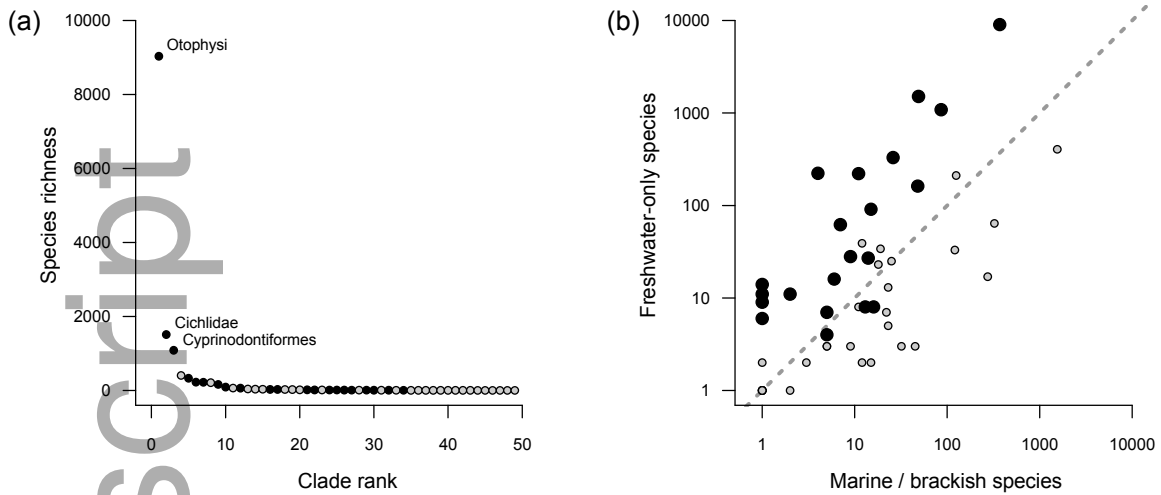 (a)
10000
8000
6000
4000
2000
0
Species richness
Otophysi
Cichlidae
Cyprinodontiformes
0 10 20 30 40 50
Clade rank
(b)
10000
1000
100
10
1
Freshwater-only species
1 10 100 1000 10000
Marine / brackish species
script